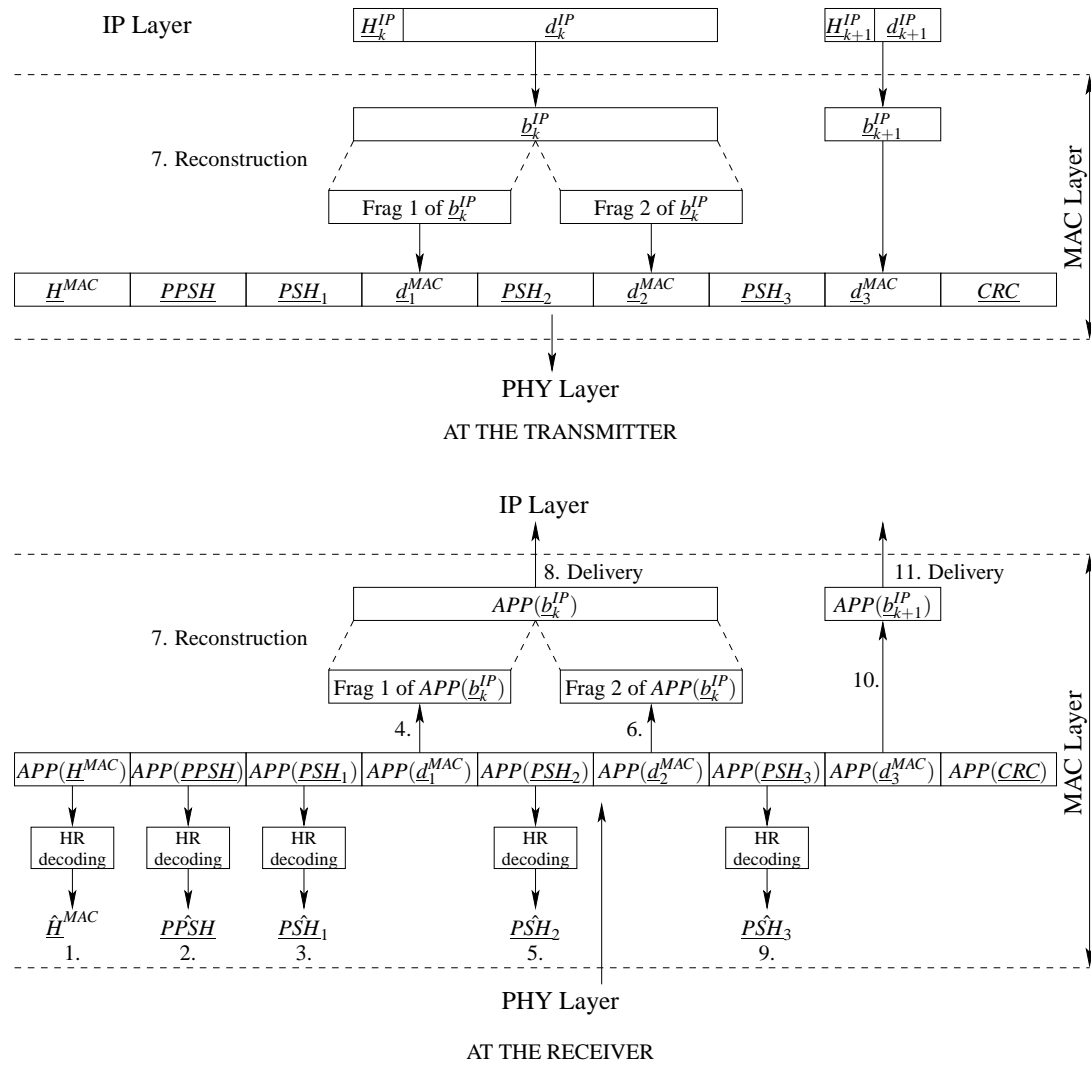 IP Layer
H_k^{IP} d_k^{IP} H_{k+1}^{IP} d_{k+1}^{IP}
b_k^{IP} b_{k+1}^{IP}
7. Reconstruction
Frag 1 of b_k^{IP} Frag 2 of b_k^{IP}
MAC Layer
H^{MAC} PPSH PSH_1 d_1^{MAC} PSH_2 d_2^{MAC} PSH_3 d_3^{MAC} CRC
PHY Layer
AT THE TRANSMITTER
IP Layer
8. Delivery 11. Delivery
APP(b_k^{IP}) APP(b_{k+1}^{IP})
7. Reconstruction
Frag 1 of APP(b_k^{IP}) Frag 2 of APP(b_k^{IP}) 10.
4. 6.
MAC Layer
APP(H^{MAC}) APP(PPSH) APP(PSH_1) APP(d_1^{MAC}) APP(PSH_2) APP(d_2^{MAC}) APP(PSH_3) APP(d_3^{MAC}) APP(CRC)
HR HR HR HR HR
decoding decoding decoding decoding decoding
Ĥ^{MAC} PPŜH PŜH_1 PŜH_2 PŜH_3
1. 2. 3. 5. 9.
PHY Layer
AT THE RECEIVER